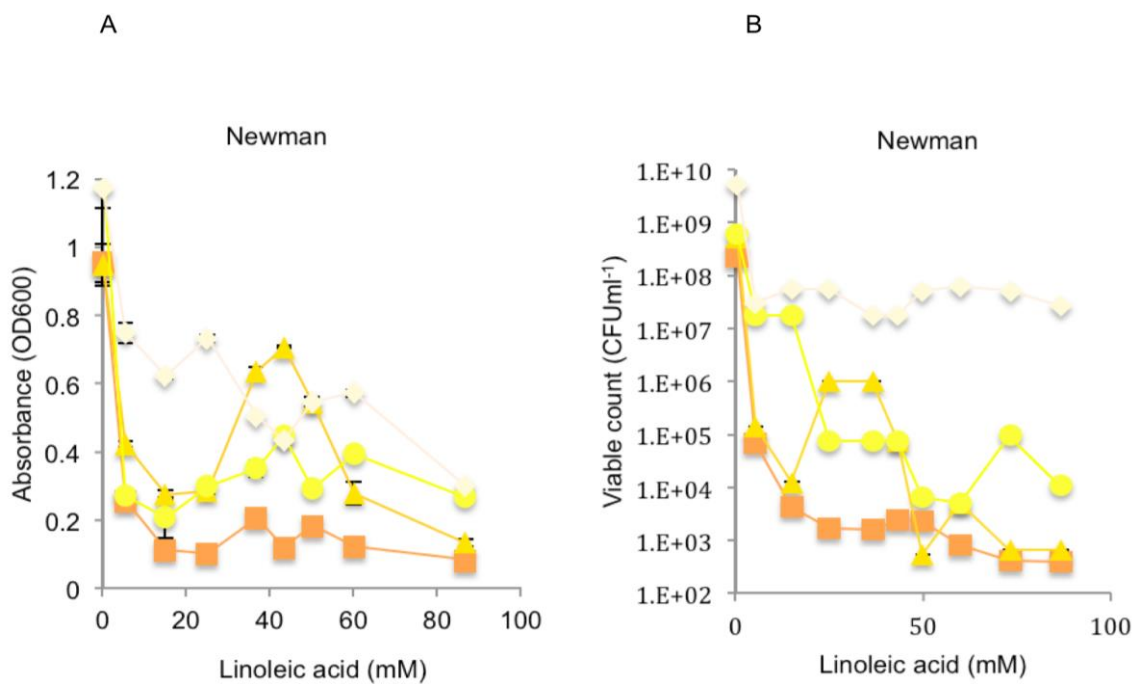 A
B
Newman
Newman
Absorbance (OD600)
1.2
1
0.8
0.6
0.4
0.2
0
0
20
40
60
80
100
Linoleic acid (mM)
Viable count (CFUml-1)
1.E+10
1.E+09
1.E+08
1.E+07
1.E+06
1.E+05
1.E+04
1.E+03
1.E+02
0
50
100
Linoleic acid (mM)